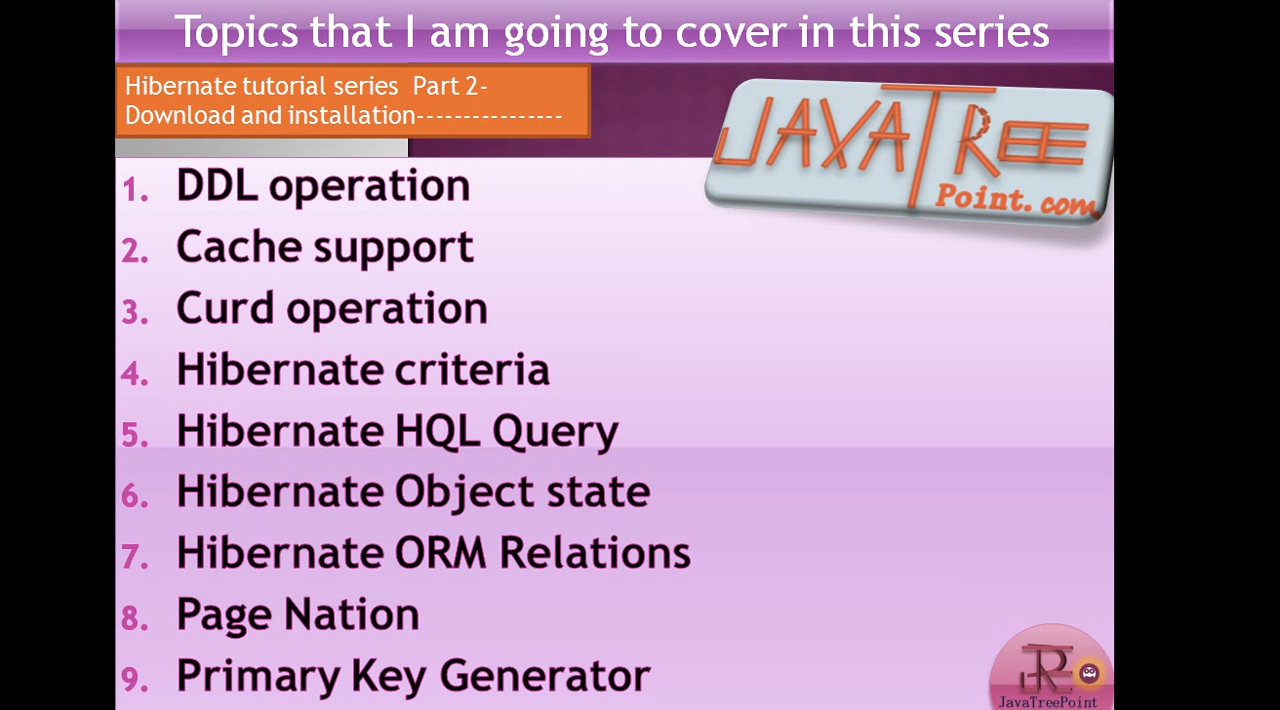 Topics that I am going to cover in this series
Hibernate tutorial series Part 2-
Download and installation----------------
JAVATREE
Point.com
1. DDL operation
2. Cache support
3. Curd operation
4. Hibernate criteria
5. Hibernate HQL Query
6. Hibernate Object state
7. Hibernate ORM Relations
8. Page Nation
9. Primary Key Generator
JavaTreePoint